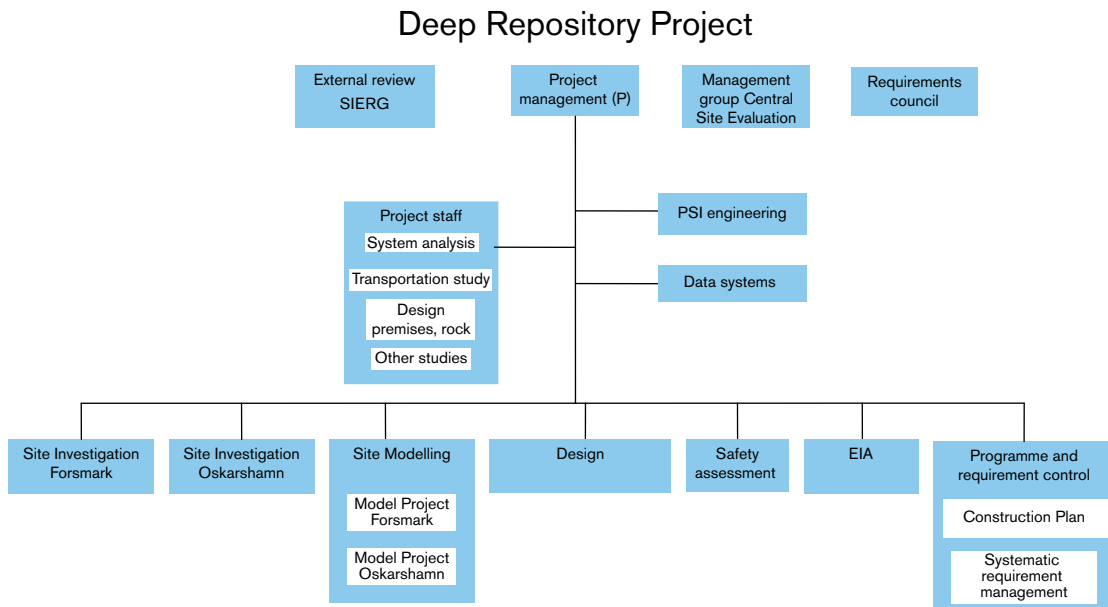 Deep Repository Project
External review
SIERG
Project
management (P)
Management
group Central
Site Evaluation
Requirements
council
Project staff
System analysis
Transportation study
Design
premises, rock
Other studies
PSI engineering
Data systems
Site Investigation
Forsmark
Site Investigation
Oskarshamn
Site Modelling
Model Project
Forsmark
Model Project
Oskarshamn
Design
Safety
assessment
EIA
Programme and
requirement control
Construction Plan
Systematic
requirement
management